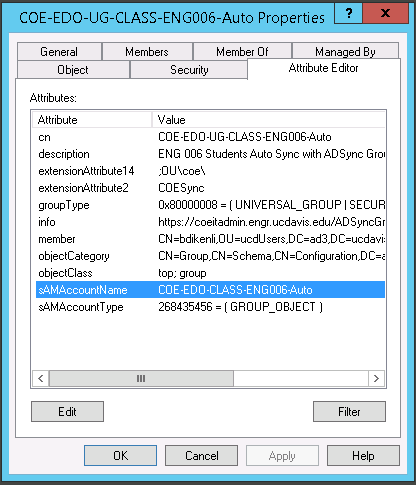 COE-EDO-UG-CLASS-ENG006-Auto Properties ? x
General Members Member Of Managed By
Object Security Attribute Editor
Attributes:
Attribute Value
cn COE-EDO-UG-CLASS-ENG006-Auto
description ENG 006 Students Auto Sync with ADSync Grou
extensionAttribute14 ;OU\coe\
extensionAttribute2 COESync
groupType 0x80000008 = ( UNIVERSAL_GROUP | SECUR
info https://coeitadmin.engr.ucdavis.edu/ADSyncGr
member CN=bdikenli,OU=ucdUsers,DC=ad3,DC=ucdavis
objectCategory CN=Group,CN=Schema,CN=Configuration,DC=a
objectClass top; group
sAMAccountName COE-EDO-CLASS-ENG006-Auto
sAMAccountType 268435456 = ( GROUP_OBJECT )
Edit Filter
OK Cancel Apply Help